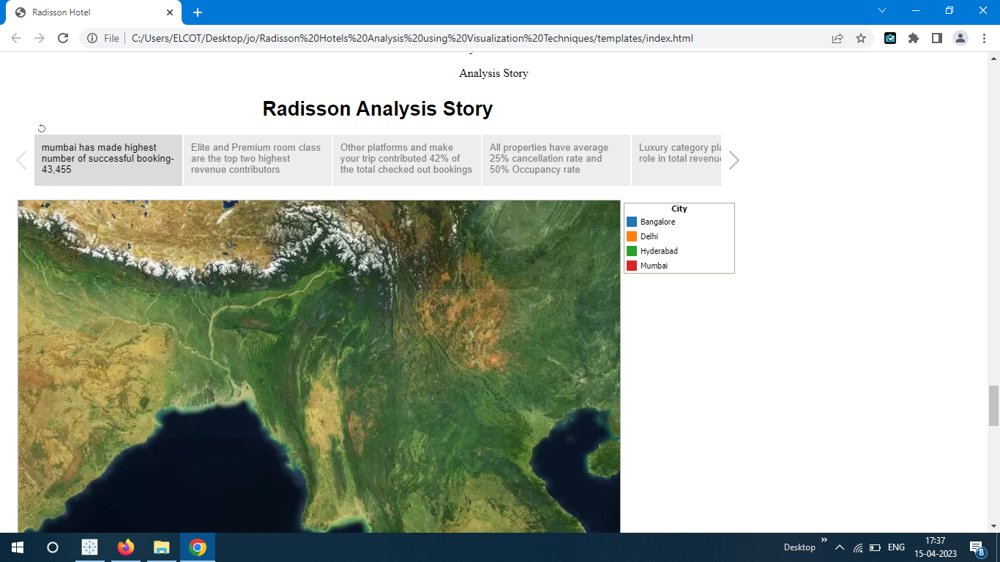 Radisson Hotel
File
C:/Users/ELCOT/Desktop/jo/Radisson%20Hotels%20Analysis%20using%20Visualization%20Techniques/templates/index.html
Analysis Story
Radisson Analysis Story
mumbai has made highest
number of successful booking-
43,455
Elite and Premium room class
are the top two highest
revenue contributors
Other platforms and make
your trip contributed 42% of
the total checked out bookings
All properties have average
25% cancellation rate and
50% Occupancy rate
Luxury category pla
role in total revenu
City
Bangalore
Delhi
Hyderabad
Mumbai
Desktop
ENG
17:37
15-04-2023
8